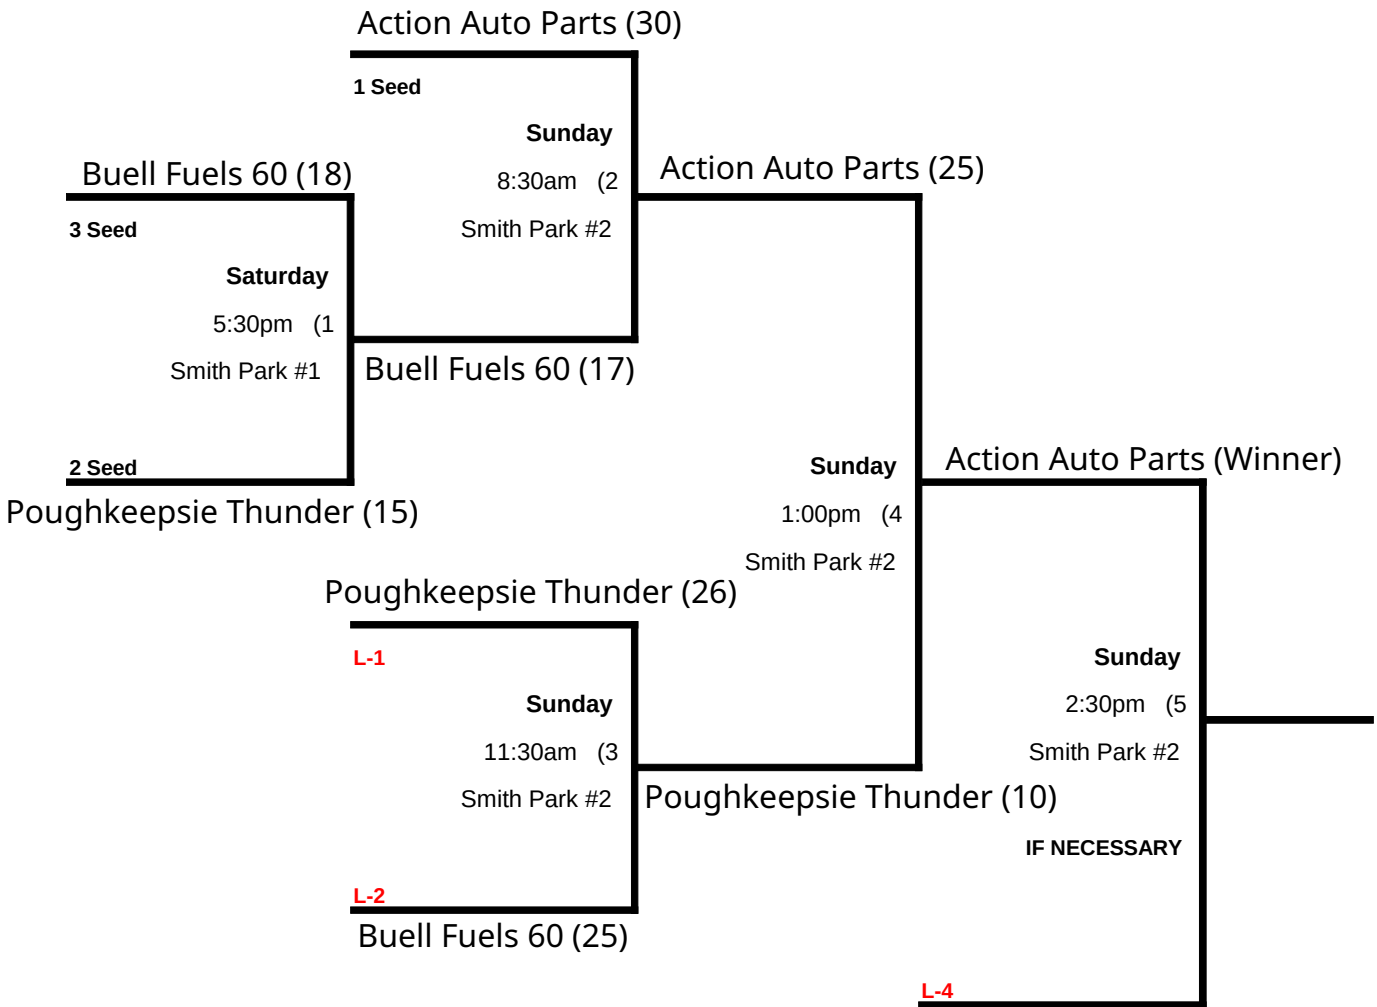 Action Auto Parts (30)
1 Seed
Sunday
8:30am (2
Smith Park #2
Buell Fuels 60 (18)
3 Seed
Saturday
5:30pm (1
Smith Park #1
Action Auto Parts (25)
Buell Fuels 60 (17)
2 Seed
Poughkeepsie Thunder (15)
Sunday
1:00pm (4
Smith Park #2
Action Auto Parts (Winner)
Poughkeepsie Thunder (26)
L-1
Sunday
11:30am (3
Smith Park #2
Sunday
2:30pm (5
Smith Park #2
Poughkeepsie Thunder (10)
IF NECESSARY
L-2
Buell Fuels 60 (25)
L-4